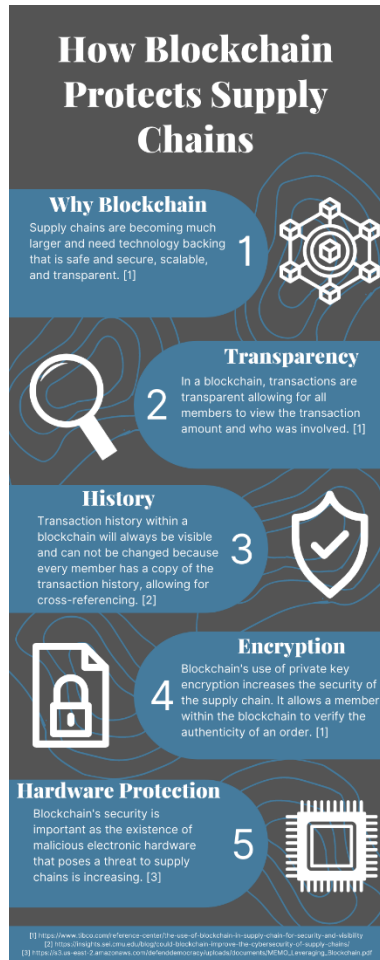 How Blockchain
Protects Supply
Chains
Why Blockchain
Supply chains are becoming much
larger and need technology backing
that is safe and secure, scalable,
and transparent. [1]
1
Transparency
2
In a blockchain, transactions are
transparent allowing for all
members to view the transaction
amount and who was involved. [1]
History
Transaction history within a
blockchain will always be visible
and can not be changed because
every member has a copy of the
transaction history, allowing for
cross-referencing. [2]
3
Encryption
4
Blockchain's use of private key
encryption increases the security of
the supply chain. It allows a member
within the blockchain to verify the
authenticity of an order. [1]
Hardware Protection
Blockchain's security is
important as the existence of
malicious electronic hardware
that poses a threat to supply
chains is increasing. [3]
5
[1] https://www.tibco.com/reference-center/the-use-of-blockchain-in-supply-chain-for-security-and-visibility
[2] https://insights.sei.cmu.edu/blog/could-blockchain-improve-the-cybersecurity-of-supply-chains/
[3] https://s3.us-east-2.amazonaws.com/defenddemocracy/uploads/documents/MEMO_Leveraging_Blockchain.pdf